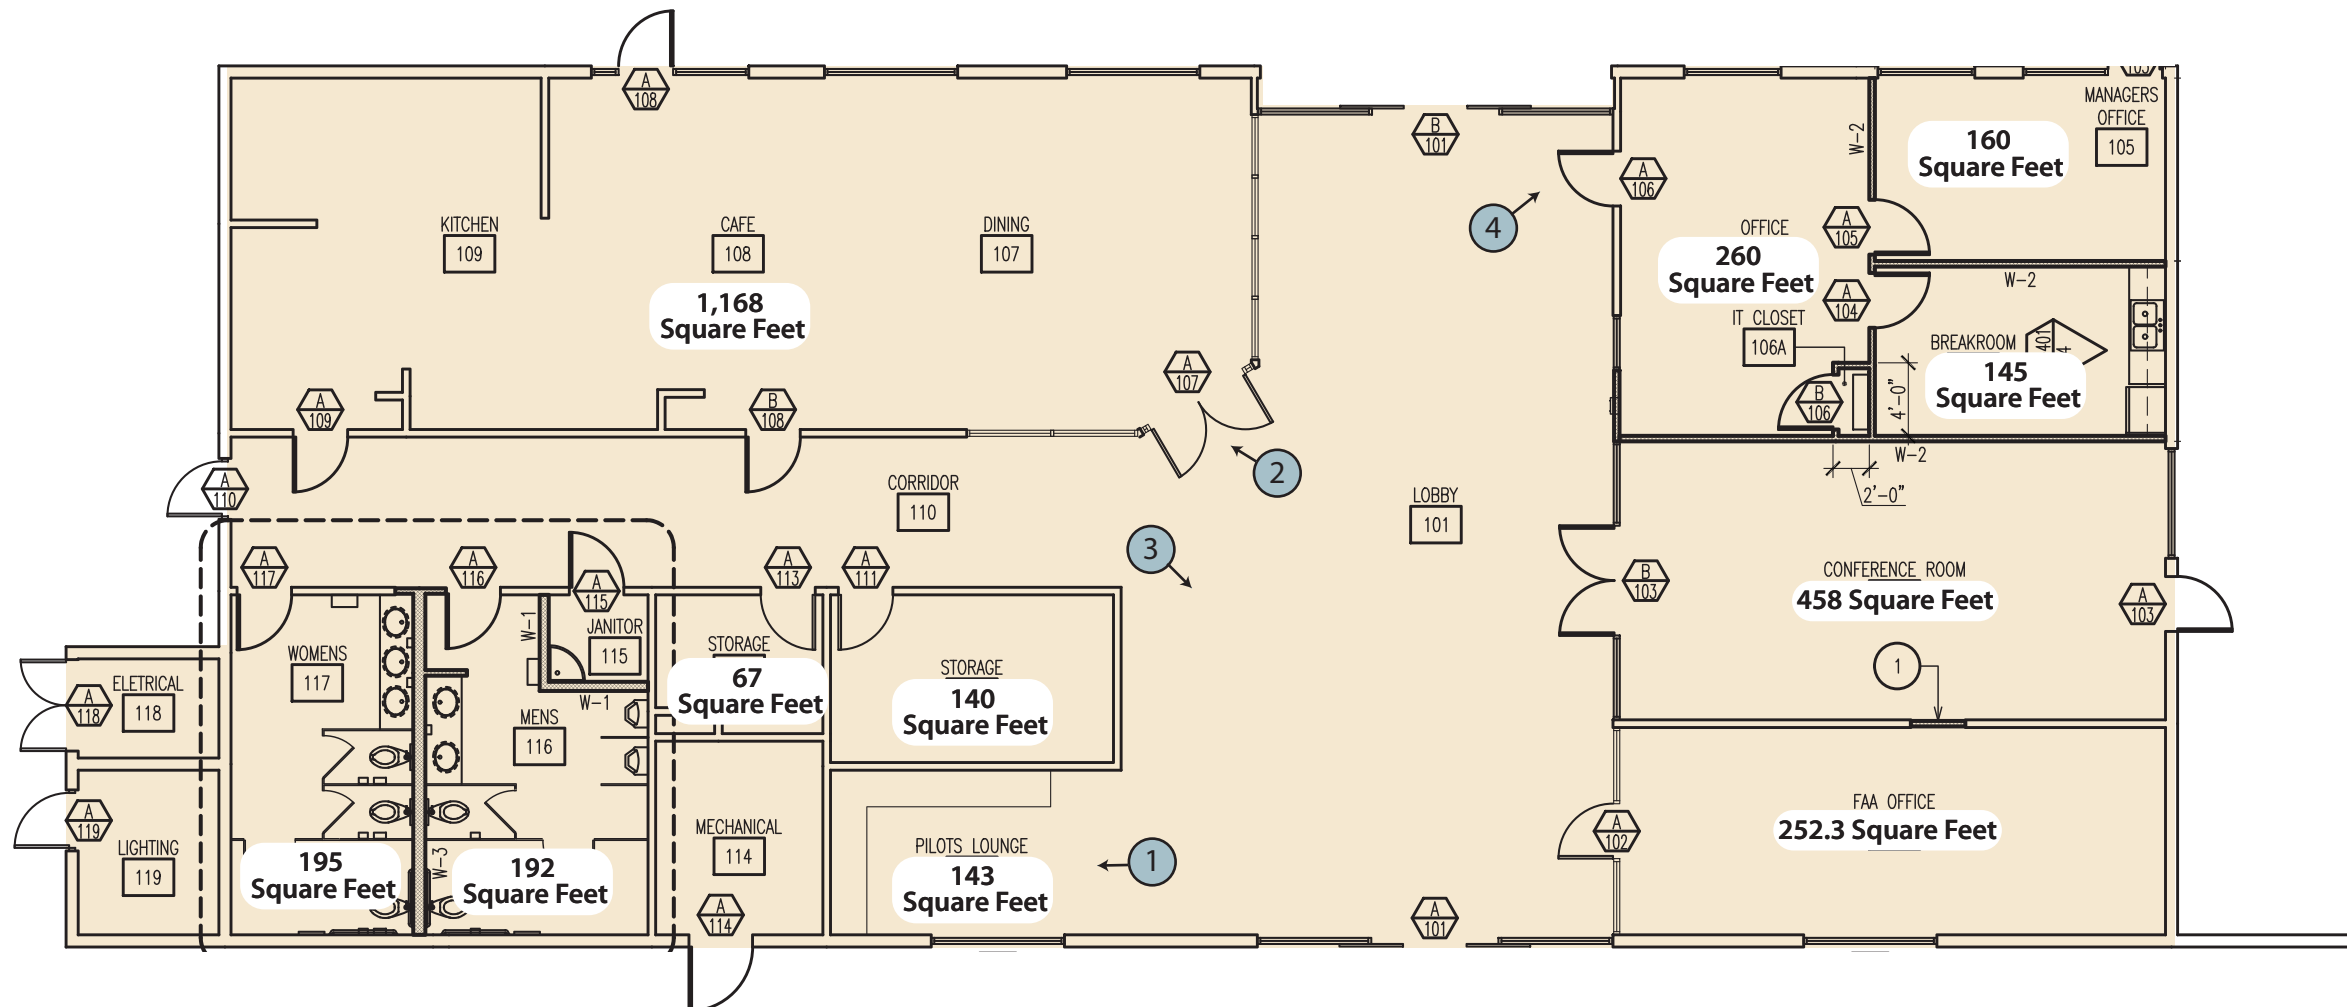 A
108
B
101
MANAGERS
OFFICE
105
160
Square Feet
W-2
A
106
4
KITCHEN
109
CAFE
108
DINING
107
1,168
Square Feet
OFFICE
260
Square Feet
A
105
A
104
W-2
IT CLOSET
106A
BREAKROOM
401
4
145
Square Feet
4'-0"
B
106
A
107
A
109
B
108
W-2
2'-0"
2
A
110
CORRIDOR
110
LOBBY
101
3
A
117
A
116
A
115
A
113
A
111
B
103
CONFERENCE ROOM
458 Square Feet
A
103
W-1
JANITOR
115
WOMENS
117
STORAGE
67
Square Feet
STORAGE
140
Square Feet
1
A
118
ELETRICAL
118
W-1
MENS
116
A
119
LIGHTING
119
MECHANICAL
114
A
114
195
Square Feet
W-3
192
Square Feet
PILOTS LOUNGE
143
Square Feet
1
A
102
FAA OFFICE
252.3 Square Feet
A
101